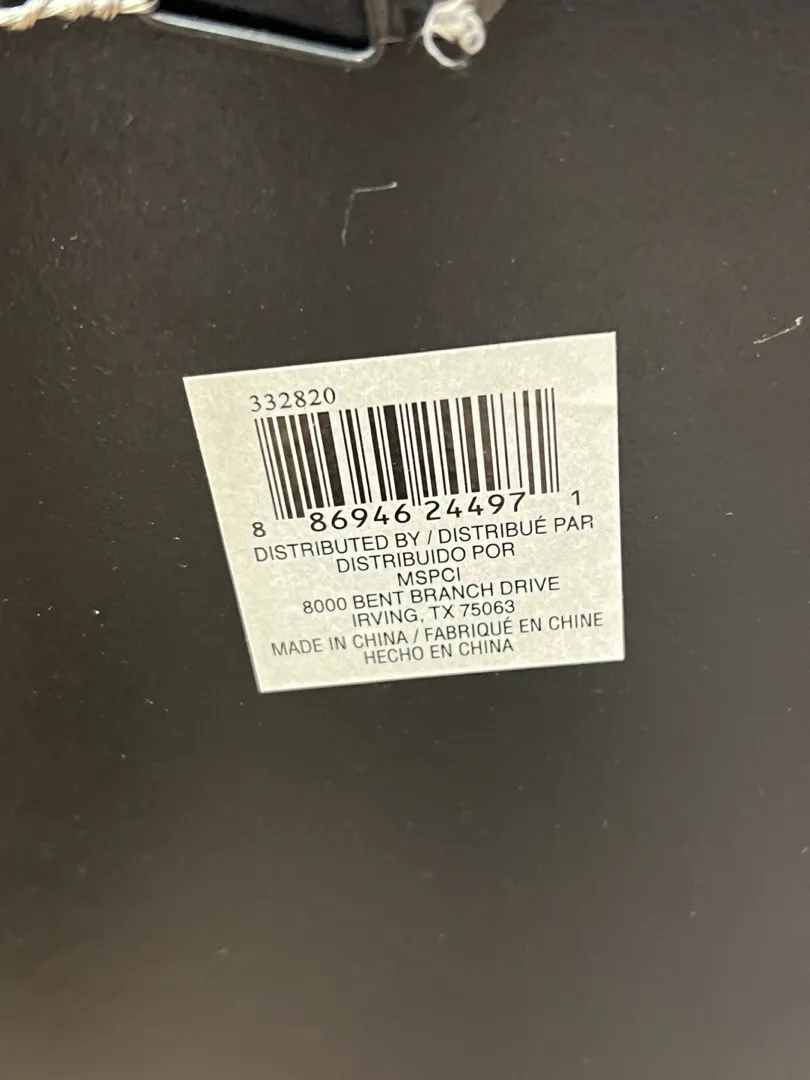 332820
8 86946 24497 1
DISTRIBUTED BY / DISTRIBUÉ PAR
DISTRIBUIDO POR
MSPCI
8000 BENT BRANCH DRIVE
IRVING, TX 75063
MADE IN CHINA / FABRIQUÉ EN CHINE
HECHO EN CHINA